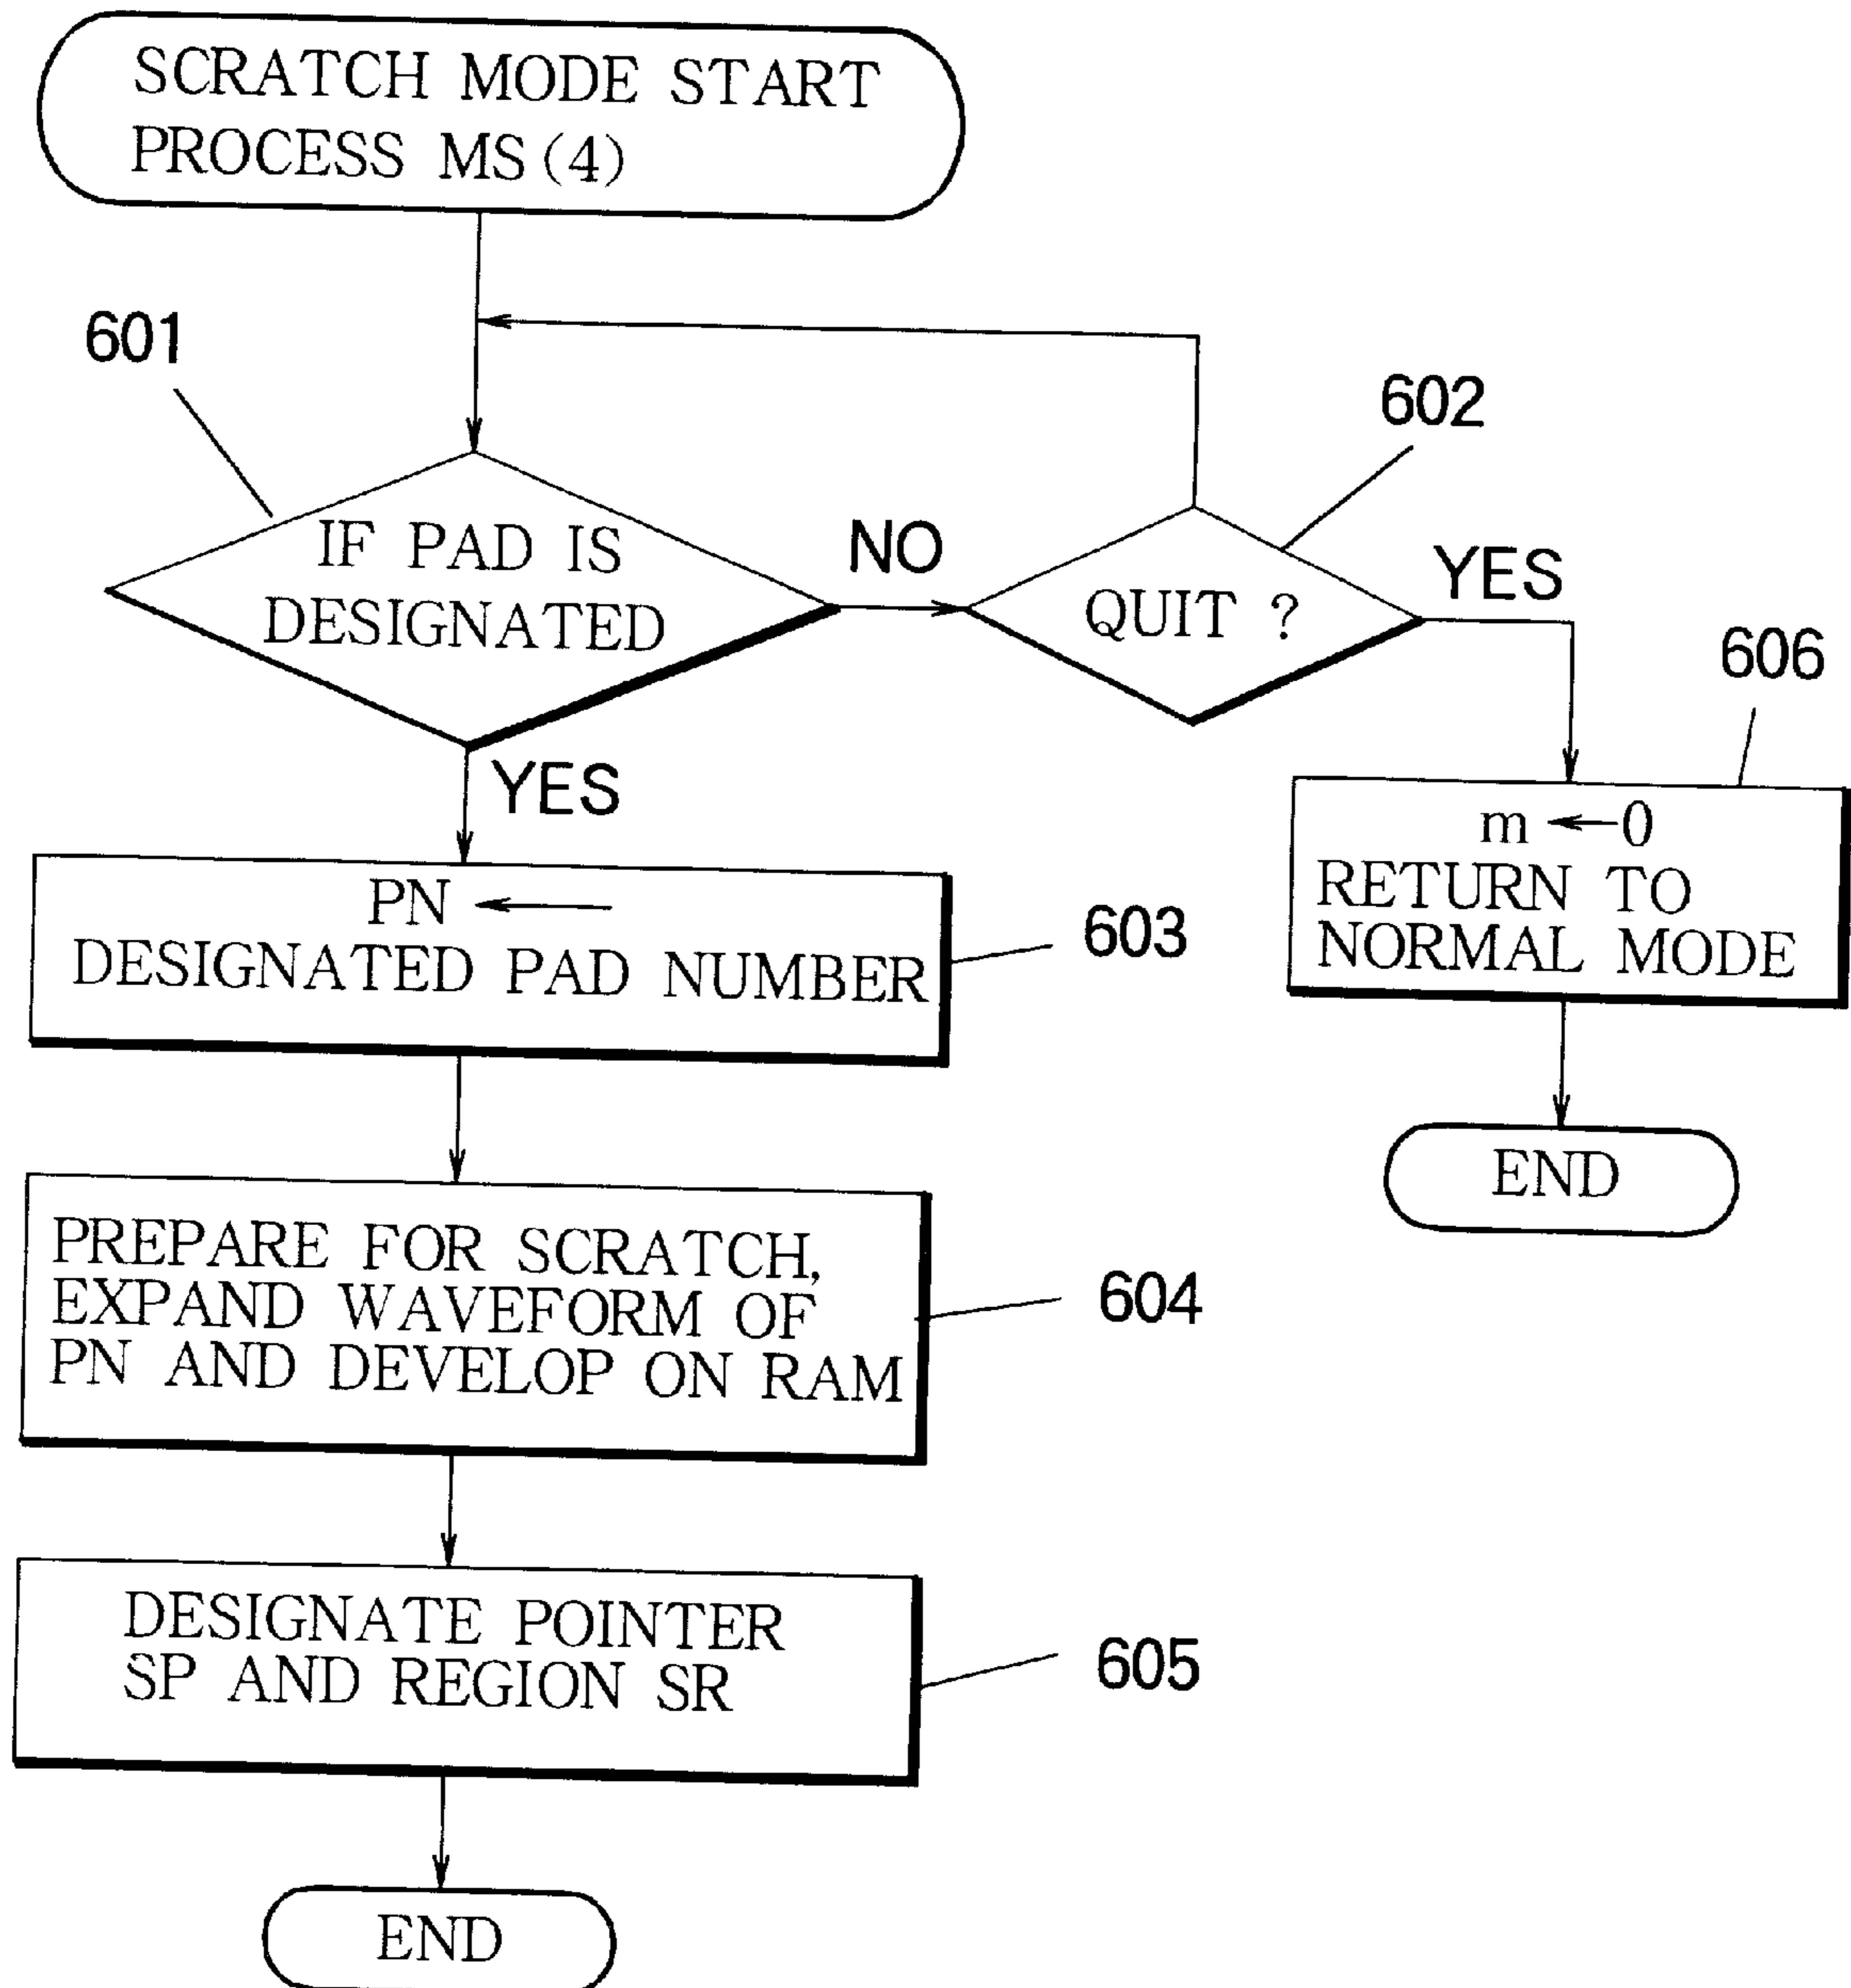 SCRATCH MODE START
PROCESS MS(4)
601
602
IF PAD IS
DESIGNATED
NO
QUIT ?
YES
606
YES
m ←0
RETURN TO
NORMAL MODE
PN ←
DESIGNATED PAD NUMBER
603
END
PREPARE FOR SCRATCH,
EXPAND WAVEFORM OF
PN AND DEVELOP ON RAM
604
DESIGNATE POINTER
SP AND REGION SR
605
END